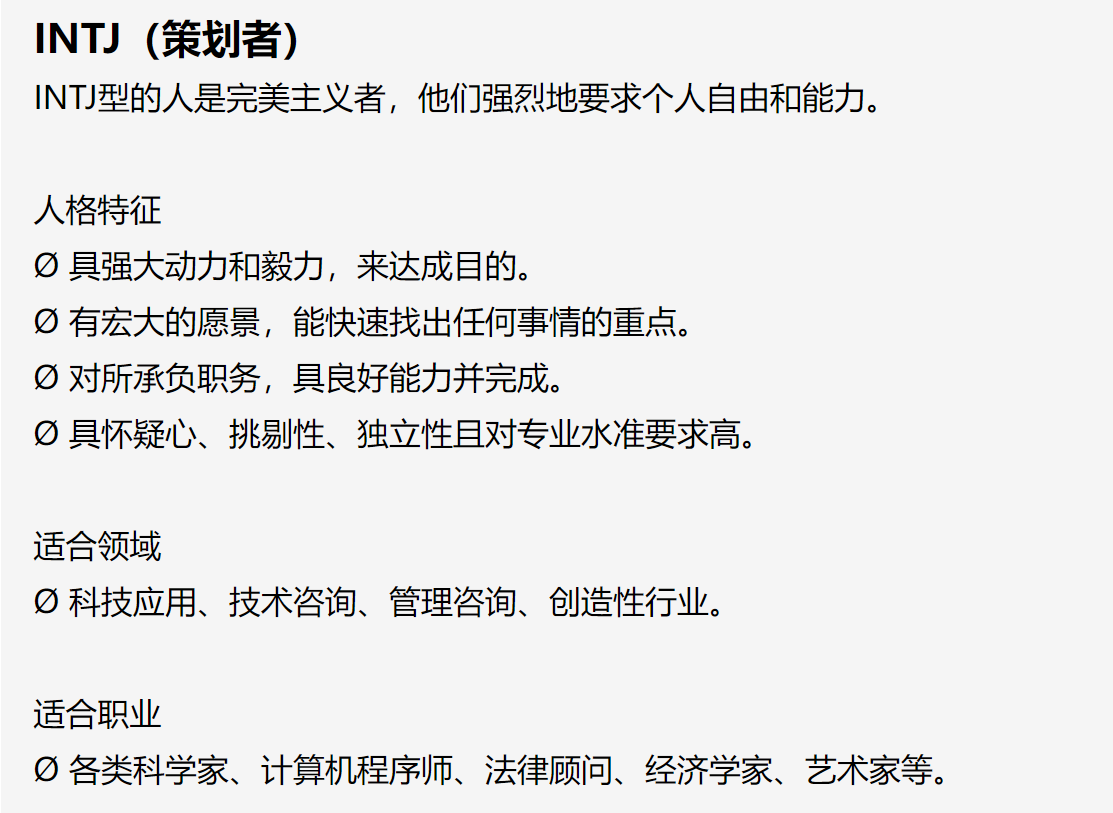 INTJ（策划者）
INTJ型的人是完美主义者，他们强烈地要求个人自由和能力。
人格特征
Ø 具强大动力和毅力，来达成目的。
Ø 有宏大的愿景，能快速找出任何事情的重点。
Ø 对所承负职务，具良好能力并完成。
Ø 具怀疑心、挑剔性、独立性且对专业水准要求高。
适合领域
Ø 科技应用、技术咨询、管理咨询、创造性行业。
适合职业
Ø 各类科学家、计算机程序师、法律顾问、经济学家、艺术家等。